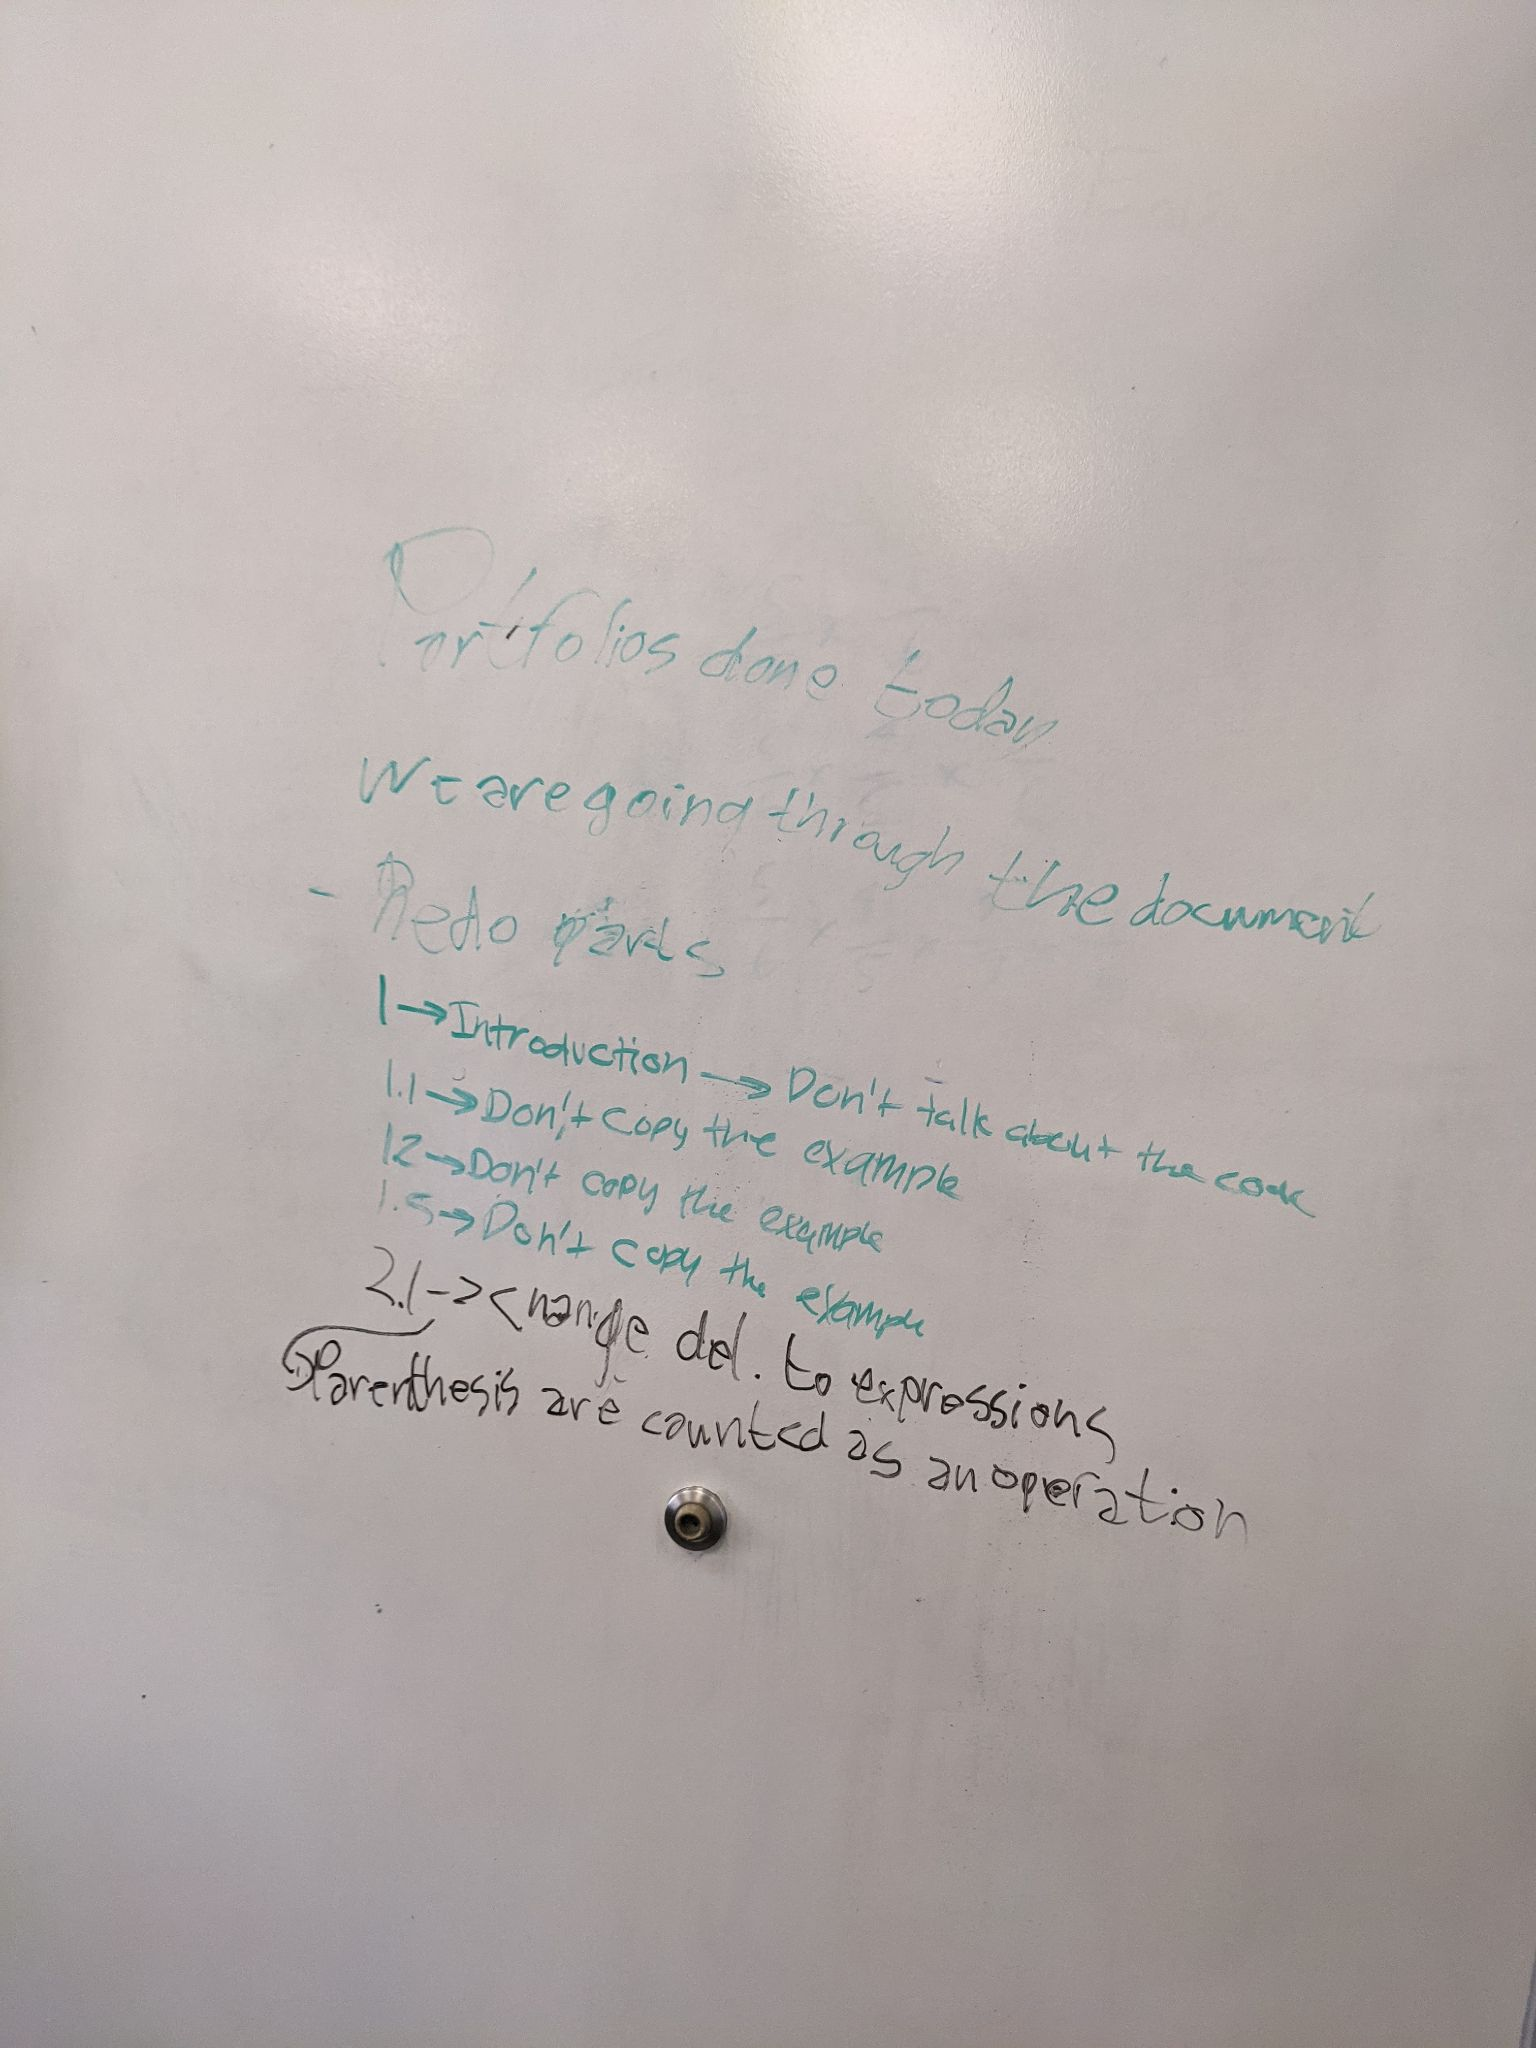 Portfolios done today
We are going through the document
- Redo parts
1 → Introduction → Don't talk about the code
1.1 → Don't copy the example
1.2 → Don't copy the example
1.5 → Don't copy the example
2.1 -> Change del. to expressions
Parenthesis are counted as an operation